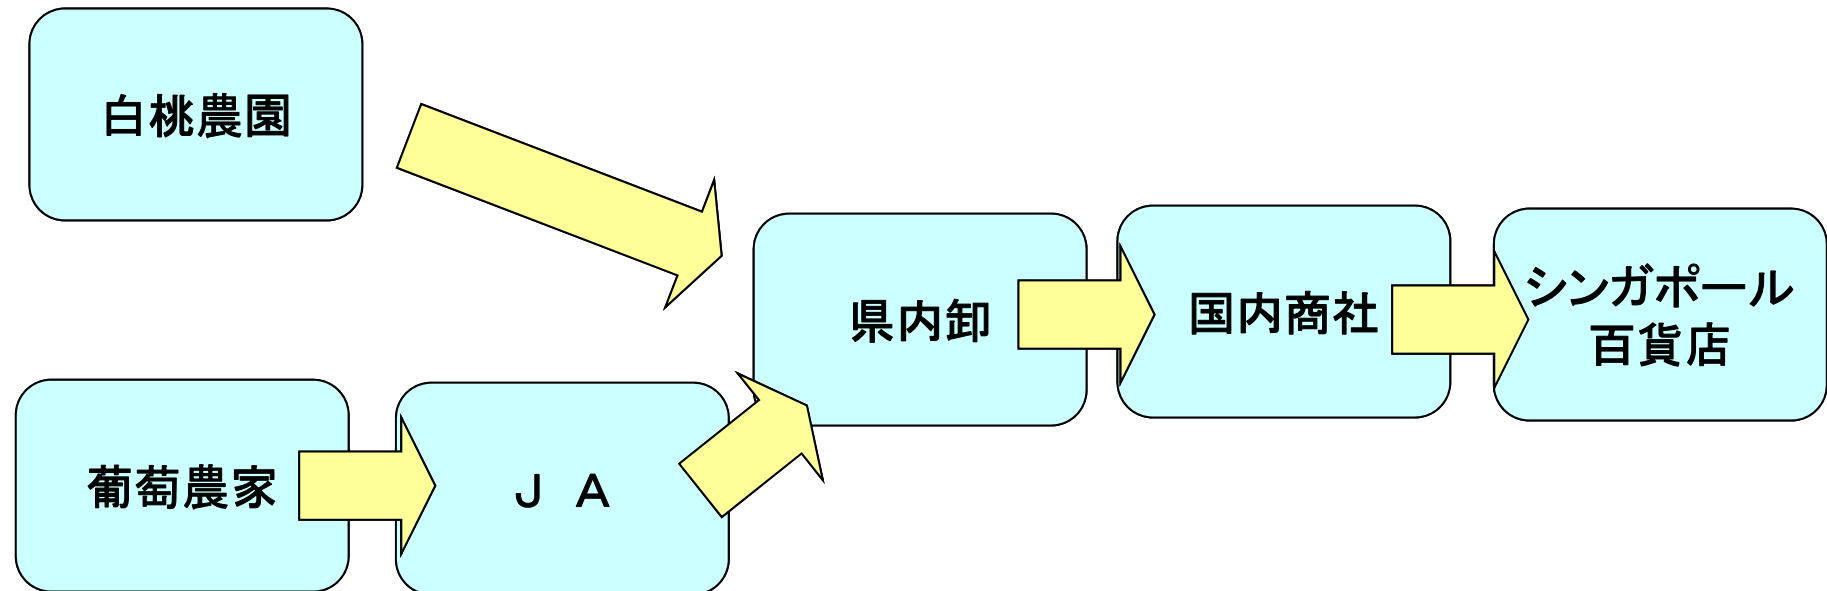 白桃農園
県内卸
国内商社
シンガポール
百貨店
葡萄農家
ＪＡ